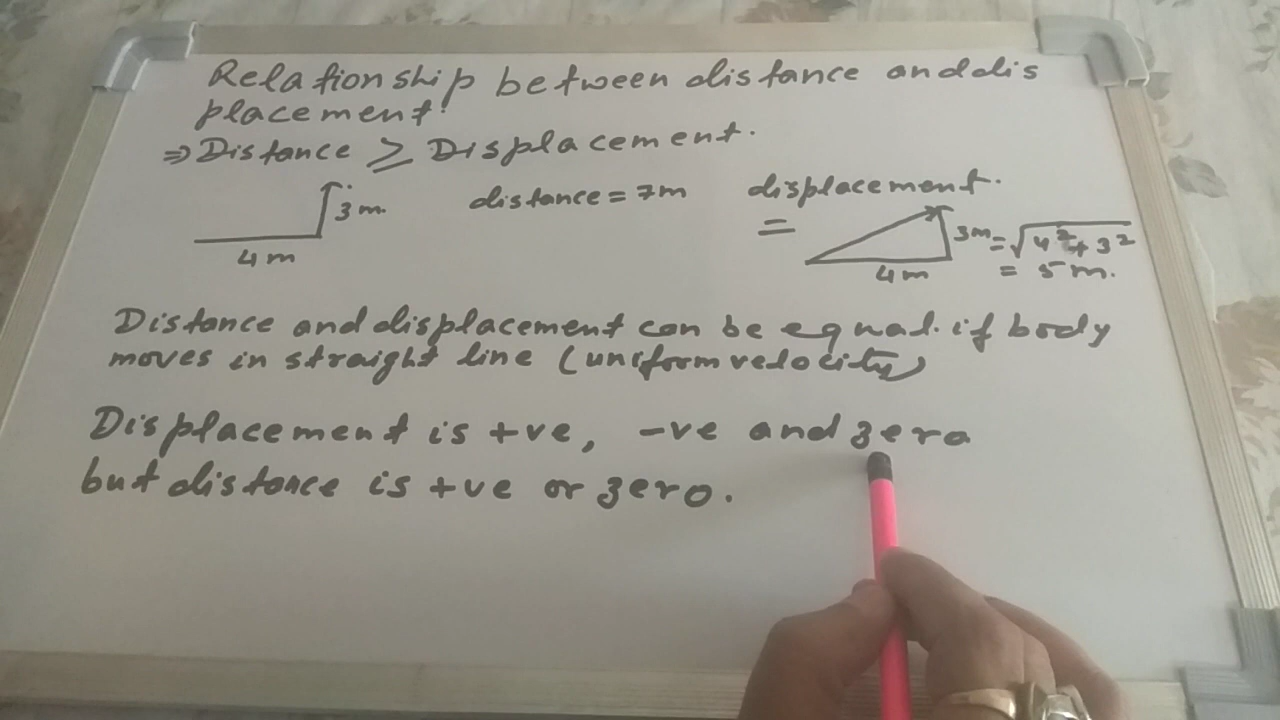 Relationship between distance and dis
placement.
⇒ Distance ≥ Displacement.
3m
4m
distance = 7m
displacement.
=
3m
4m
= √4²+3²
= 5m.
Distance and displacement can be equal. if body
moves in straight line (uniform velocity)
Displacement is +ve, -ve and zero
but distance is +ve or zero.